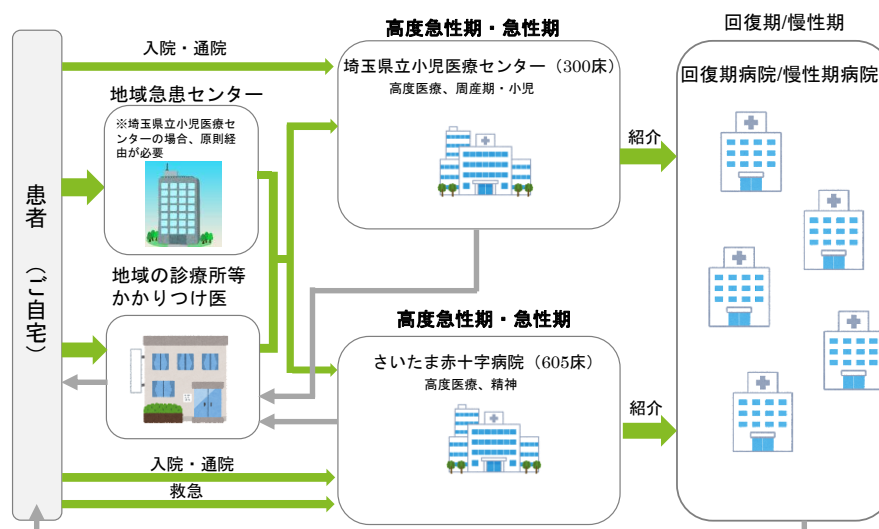 高度急性期・急性期
回復期/慢性期
入院・通院
埼玉県立小児医療センター（300床）
高度医療、周産期・小児
回復期病院/慢性期病院
地域急患センター
※埼玉県立小児医療セ
ンターの場合、原則経
由が必要
紹介
患者　（ご自宅）
地域の診療所等
かかりつけ医
高度急性期・急性期
さいたま赤十字病院（605床）
高度医療、精神
紹介
入院・通院
救急